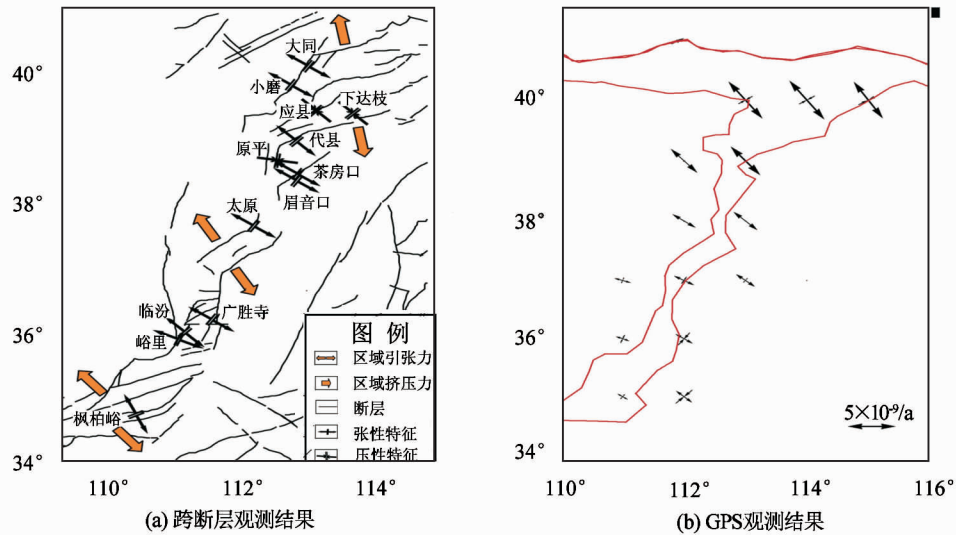 40°
38°
36°
34°
110°
112°
114°
大同
小磨
应县
下达枝
代县
原平
茶房口
眉音口
太原
临汾
广胜寺
峪里
枫柏峪
图 例
区域引张力
区域挤压力
断层
张性特征
压性特征
(a) 跨断层观测结果
40°
38°
36°
34°
110°
112°
114°
116°
5×10⁻⁹/a
(b) GPS观测结果